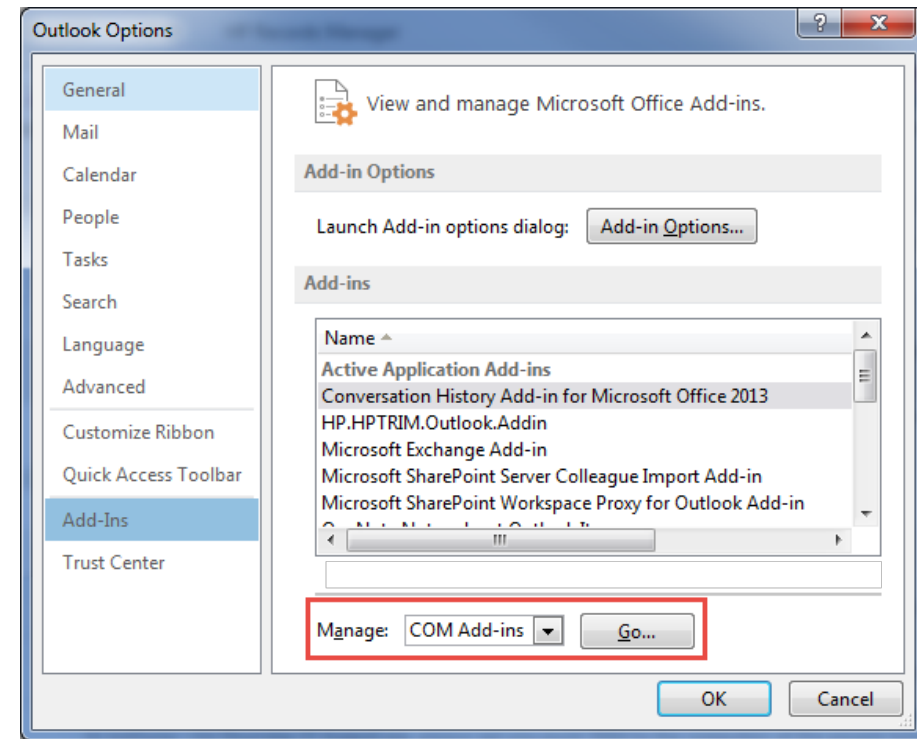 Outlook Options
General
Mail
Calendar
People
Tasks
Search
Language
Advanced
Customize Ribbon
Quick Access Toolbar
Add-Ins
Trust Center
View and manage Microsoft Office Add-ins.
Add-in Options
Launch Add-in options dialog: Add-in Options...
Add-ins
Name
Active Application Add-ins
Conversation History Add-in for Microsoft Office 2013
HP.HPTRIM.Outlook.Addin
Microsoft Exchange Add-in
Microsoft SharePoint Server Colleague Import Add-in
Microsoft SharePoint Workspace Proxy for Outlook Add-in
Manage: COM Add-ins Go...
OK Cancel